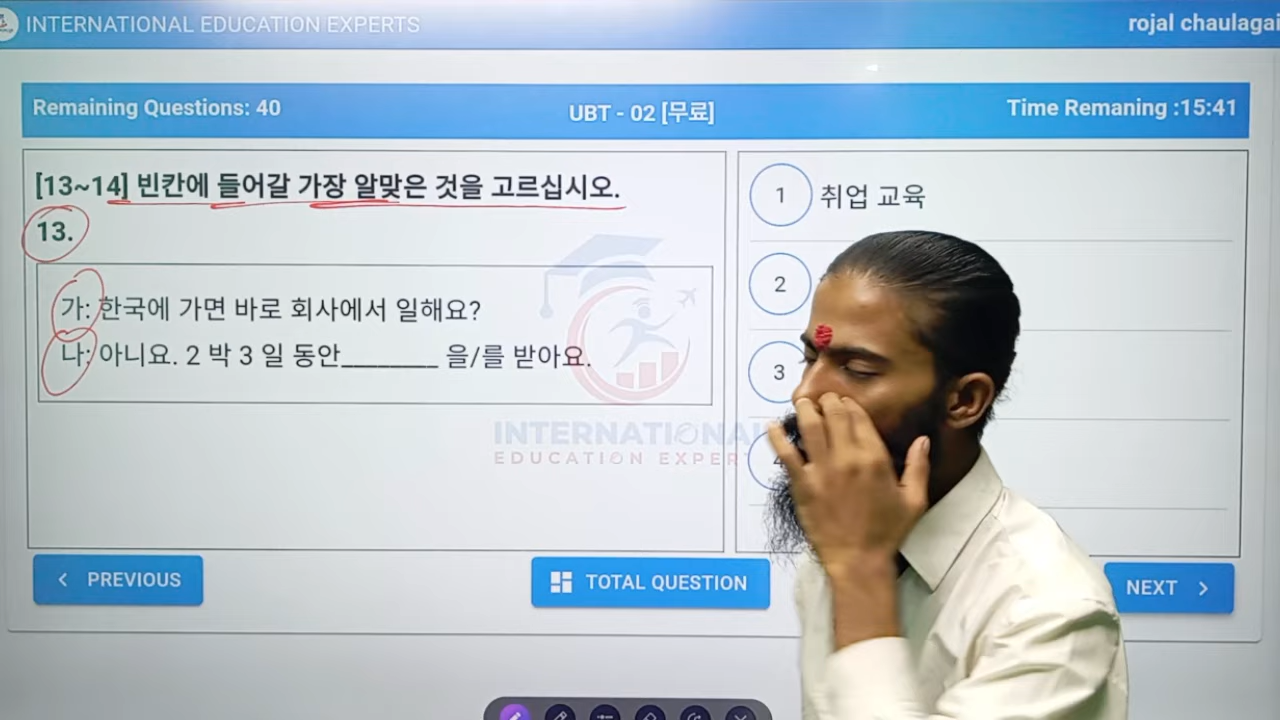 INTERNATIONAL EDUCATION EXPERTS
rojal chaulagai
Remaining Questions: 40
UBT - 02 [무료]
Time Remaning :15:41
[13~14] 빈칸에 들어갈 가장 알맞은 것을 고르십시오.
13.
가: 한국에 가면 바로 회사에서 일해요?
나: 아니요. 2 박 3 일 동안________ 을/를 받아요.
1 취업 교육
2
3
4
INTERNATIONAL
EDUCATION EXPER
PREVIOUS
TOTAL QUESTION
NEXT